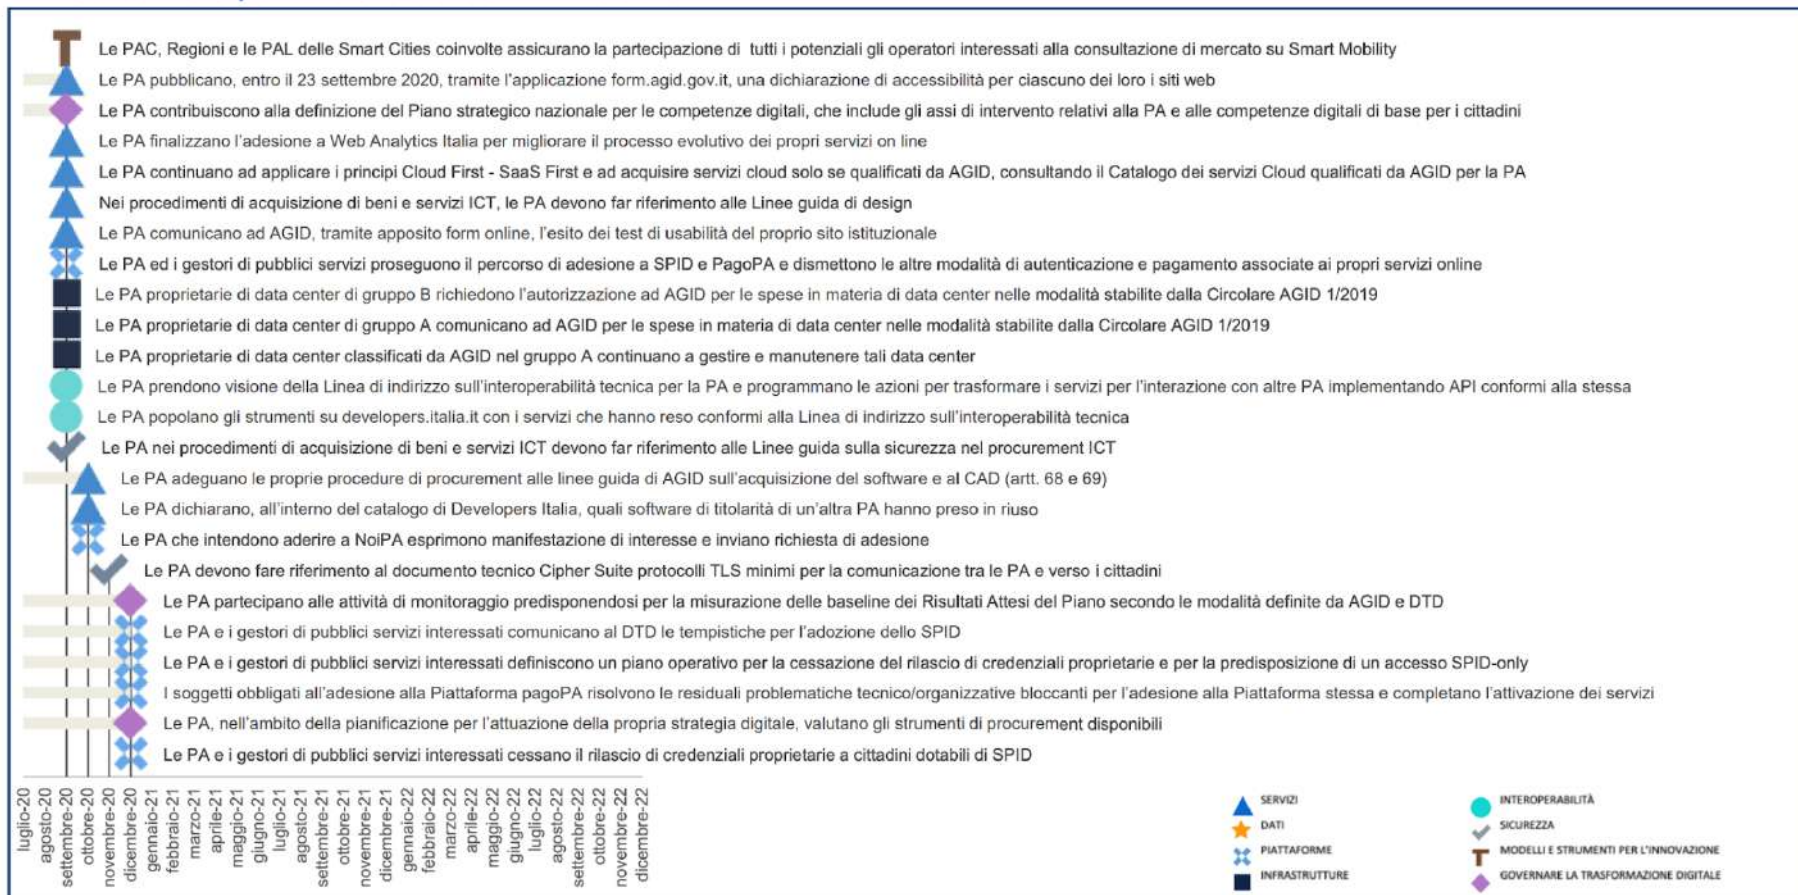 Le PAC, Regioni e le PAL delle Smart Cities coinvolte assicurano la partecipazione di tutti i potenziali gli operatori interessati alla consultazione di mercato su Smart Mobility
Le PA pubblicano, entro il 23 settembre 2020, tramite l'applicazione form.agid.gov.it, una dichiarazione di accessibilità per ciascuno dei loro i siti web
Le PA contribuiscono alla definizione del Piano strategico nazionale per le competenze digitali, che include gli assi di intervento relativi alla PA e alle competenze digitali di base per i cittadini
Le PA finalizzano l'adesione a Web Analytics Italia per migliorare il processo evolutivo dei propri servizi on line
Le PA continuano ad applicare i principi Cloud First - SaaS First e ad acquisire servizi cloud solo se qualificati da AGID, consultando il Catalogo dei servizi Cloud qualificati da AGID per la PA
Nei procedimenti di acquisizione di beni e servizi ICT, le PA devono far riferimento alle Linee guida di design
Le PA comunicano ad AGID, tramite apposito form online, l'esito dei test di usabilità del proprio sito istituzionale
Le PA ed i gestori di pubblici servizi proseguono il percorso di adesione a SPID e PagoPA e dismettono le altre modalità di autenticazione e pagamento associate ai propri servizi online
Le PA proprietarie di data center di gruppo B richiedono l'autorizzazione ad AGID per le spese in materia di data center nelle modalità stabilite dalla Circolare AGID 1/2019
Le PA proprietarie di data center di gruppo A comunicano ad AGID per le spese in materia di data center nelle modalità stabilite dalla Circolare AGID 1/2019
Le PA proprietarie di data center classificati da AGID nel gruppo A continuano a gestire e manutenere tali data center
Le PA prendono visione della Linea di indirizzo sull'interoperabilità tecnica per la PA e programmano le azioni per trasformare i servizi per l'interazione con altre PA implementando API conformi alla stessa
Le PA popolano gli strumenti su developers.italia.it con i servizi che hanno reso conformi alla Linea di indirizzo sull'interoperabilità tecnica
Le PA nei procedimenti di acquisizione di beni e servizi ICT devono far riferimento alle Linee guida sulla sicurezza nel procurement ICT
Le PA adeguano le proprie procedure di procurement alle linee guida di AGID sull'acquisizione del software e al CAD (artt. 68 e 69)
Le PA dichiarano, all'interno del catalogo di Developers Italia, quali software di titolarità di un'altra PA hanno preso in riuso
Le PA che intendono aderire a NoiPA esprimono manifestazione di interesse e inviano richiesta di adesione
Le PA devono fare riferimento al documento tecnico Cipher Suite protocolli TLS minimi per la comunicazione tra le PA e verso i cittadini
Le PA partecipano alle attività di monitoraggio predisponendosi per la misurazione delle baseline dei Risultati Attesi del Piano secondo le modalità definite da AGID e DTD
Le PA e i gestori di pubblici servizi interessati comunicano al DTD le tempistiche per l'adozione dello SPID
Le PA e i gestori di pubblici servizi interessati definiscono un piano operativo per la cessazione del rilascio di credenziali proprietarie e per la predisposizione di un accesso SPID-only
I soggetti obbligati all'adesione alla Piattaforma pagoPA risolvono le residuali problematiche tecnico/organizzative bloccanti per l'adesione alla Piattaforma stessa e completano l'attivazione dei servizi
Le PA, nell'ambito della pianificazione per l'attuazione della propria strategia digitale, valutano gli strumenti di procurement disponibili
Le PA e i gestori di pubblici servizi interessati cessano il rilascio di credenziali proprietarie a cittadini dotabili di SPID
luglio-20
agosto-20
settembre-20
ottobre-20
novembre-20
dicembre-20
gennaio-21
febbraio-21
marzo-21
aprile-21
maggio-21
giugno-21
luglio-21
agosto-21
settembre-21
ottobre-21
novembre-21
dicembre-21
gennaio-22
febbraio-22
marzo-22
aprile-22
maggio-22
giugno-22
luglio-22
agosto-22
settembre-22
ottobre-22
novembre-22
dicembre-22
SERVIZI
DATI
PIATTAFORME
INFRASTRUTTURE
INTEROPERABILITÀ
SICUREZZA
MODELLI E STRUMENTI PER L'INNOVAZIONE
GOVERNARE LA TRASFORMAZIONE DIGITALE